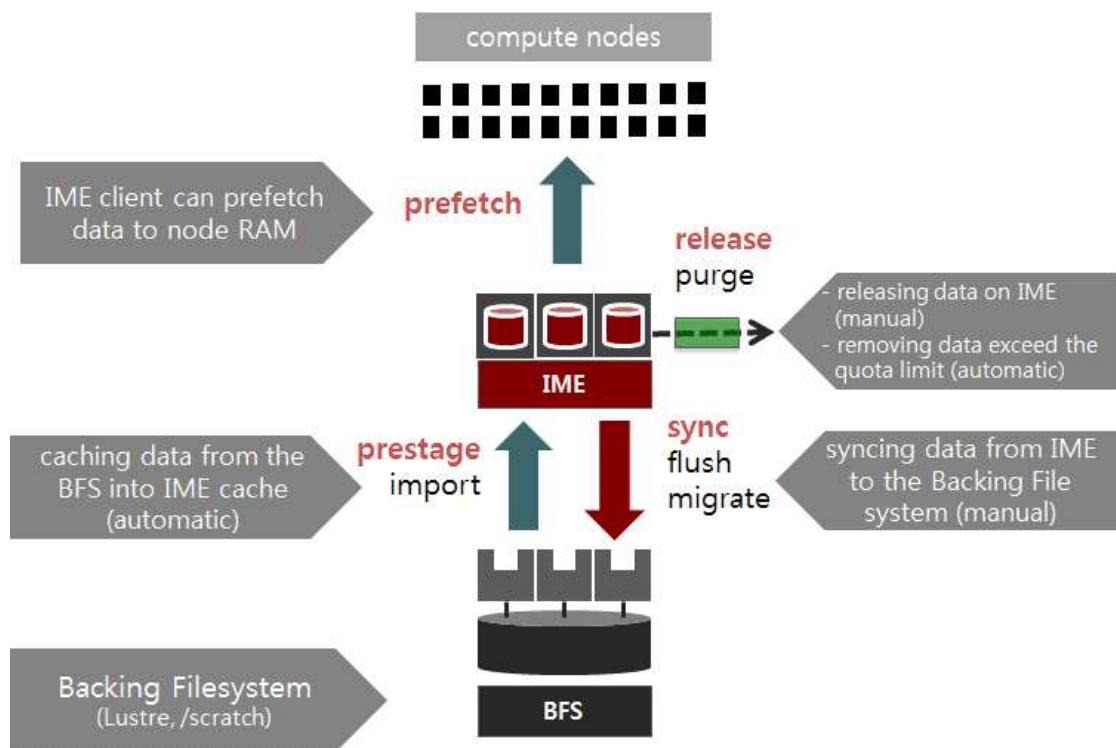 compute nodes
IME client can prefetch
data to node RAM
prefetch
release
purge
- releasing data on IME
(manual)
- removing data exceed the
quota limit (automatic)
IME
caching data from the
BFS into IME cache
(automatic)
prestage
import
sync
flush
migrate
syncing data from IME
to the Backing File
system (manual)
Backing Filesystem
(Lustre, /scratch)
BFS